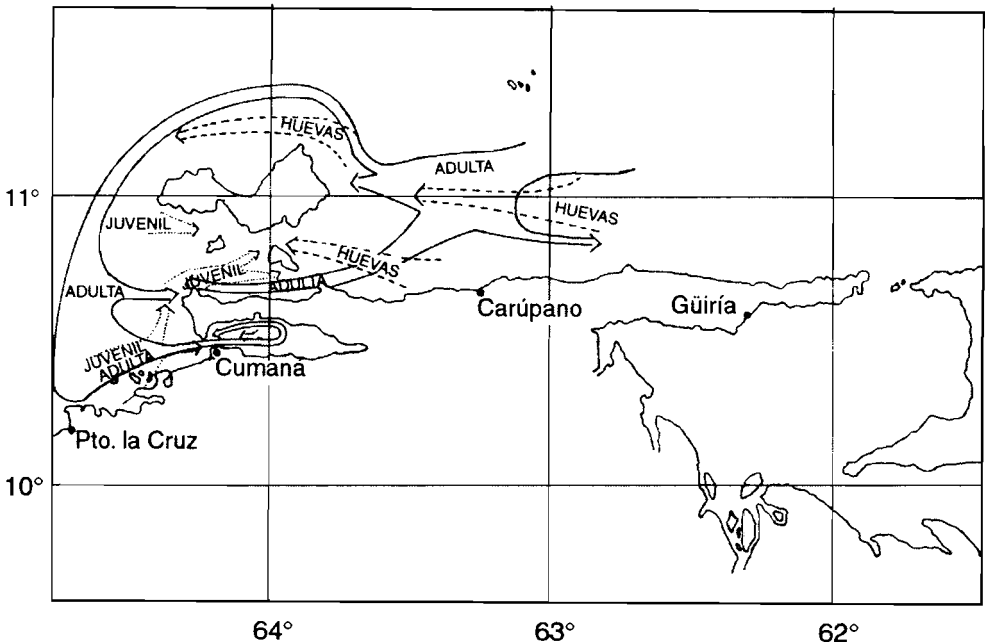 HUEVAS
ADULTA
11°
HUEVAS
JUVENIL
HUEVAS
JUVENIL
ADULTA
ADULTA
Carúpano
Güiría
JUVENIL
ADULTA
Cumana
Pto. la Cruz
10°
64°
63°
62°